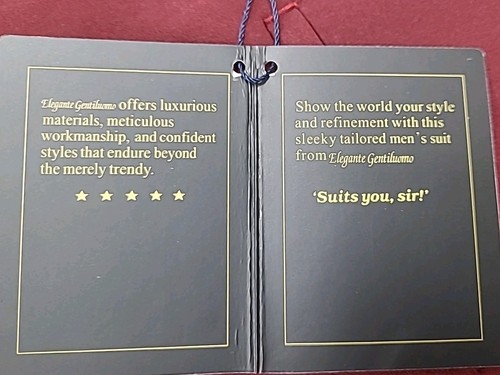 Elegante Gentiluomo offers luxurious
materials, meticulous
workmanship, and confident
styles that endure beyond
the merely trendy.
Show the world your style
and refinement with this
sleeky tailored men's suit
from Elegante Gentiluomo
'Suits you, sir!'